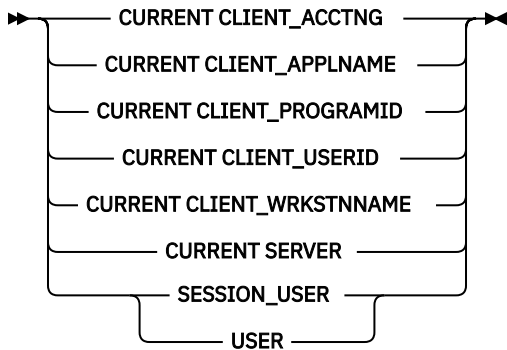 CURRENT CLIENT_ACCTNG
CURRENT CLIENT_APPLNAME
CURRENT CLIENT_PROGRAMID
CURRENT CLIENT_USERID
CURRENT CLIENT_WRKSTNNAME
CURRENT SERVER
SESSION_USER
USER